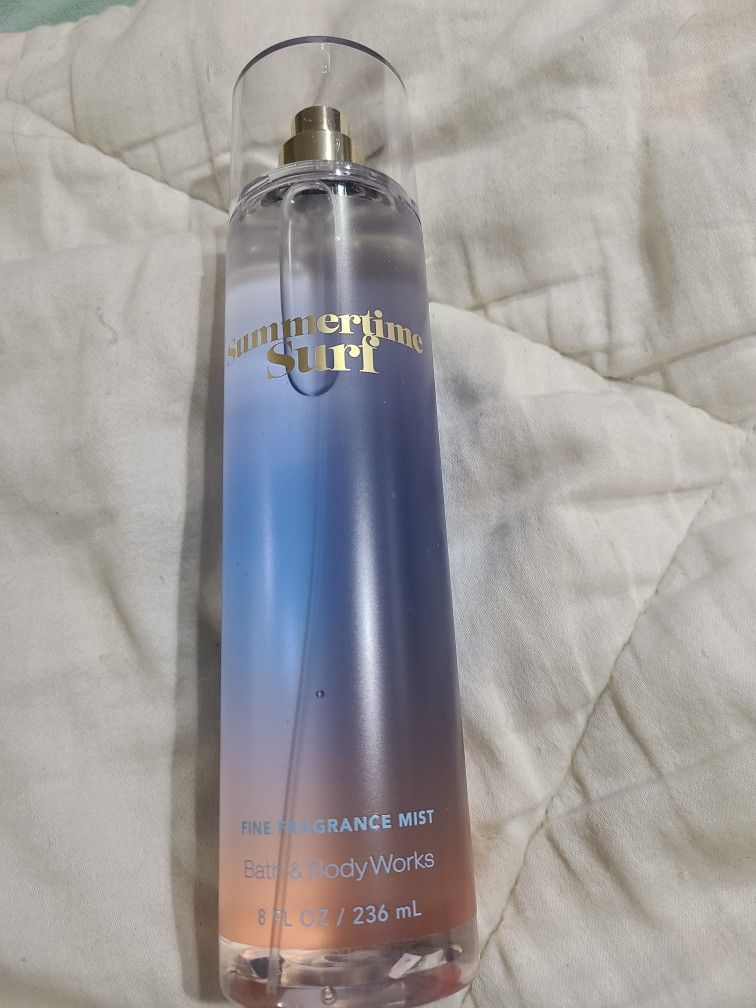 Summertime
Surf
FINE FRAGRANCE MIST
Bath & Body Works
8 FL OZ / 236 mL